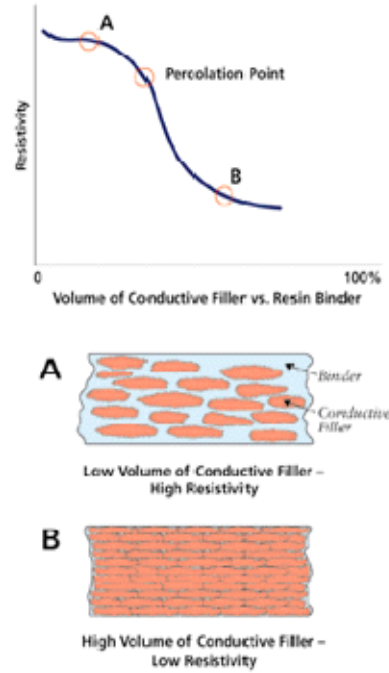 A
Percolation Point
Resistivity
B
0
100%
Volume of Conductive Filler vs. Resin Binder
A
Binder
Conductive
Filler
Low Volume of Conductive Filler –
High Resistivity
B
High Volume of Conductive Filler –
Low Resistivity